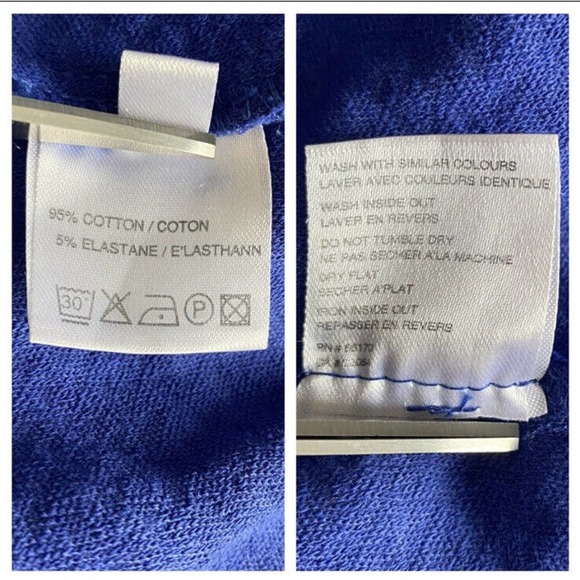 95% COTTON / COTON
5% ELASTANE / E'LASTHANN
30°
P
WASH WITH SIMILAR COLOURS
LAVER AVEC COULEURS IDENTIQUE
WASH INSIDE OUT
LAVER EN REVERS
DO NOT TUMBLE DRY
NE PAS SECHER A LA MACHINE
DRY FLAT
SECHER A'PLAT
IRON INSIDE OUT
REPASSER EN REVERS
RN #